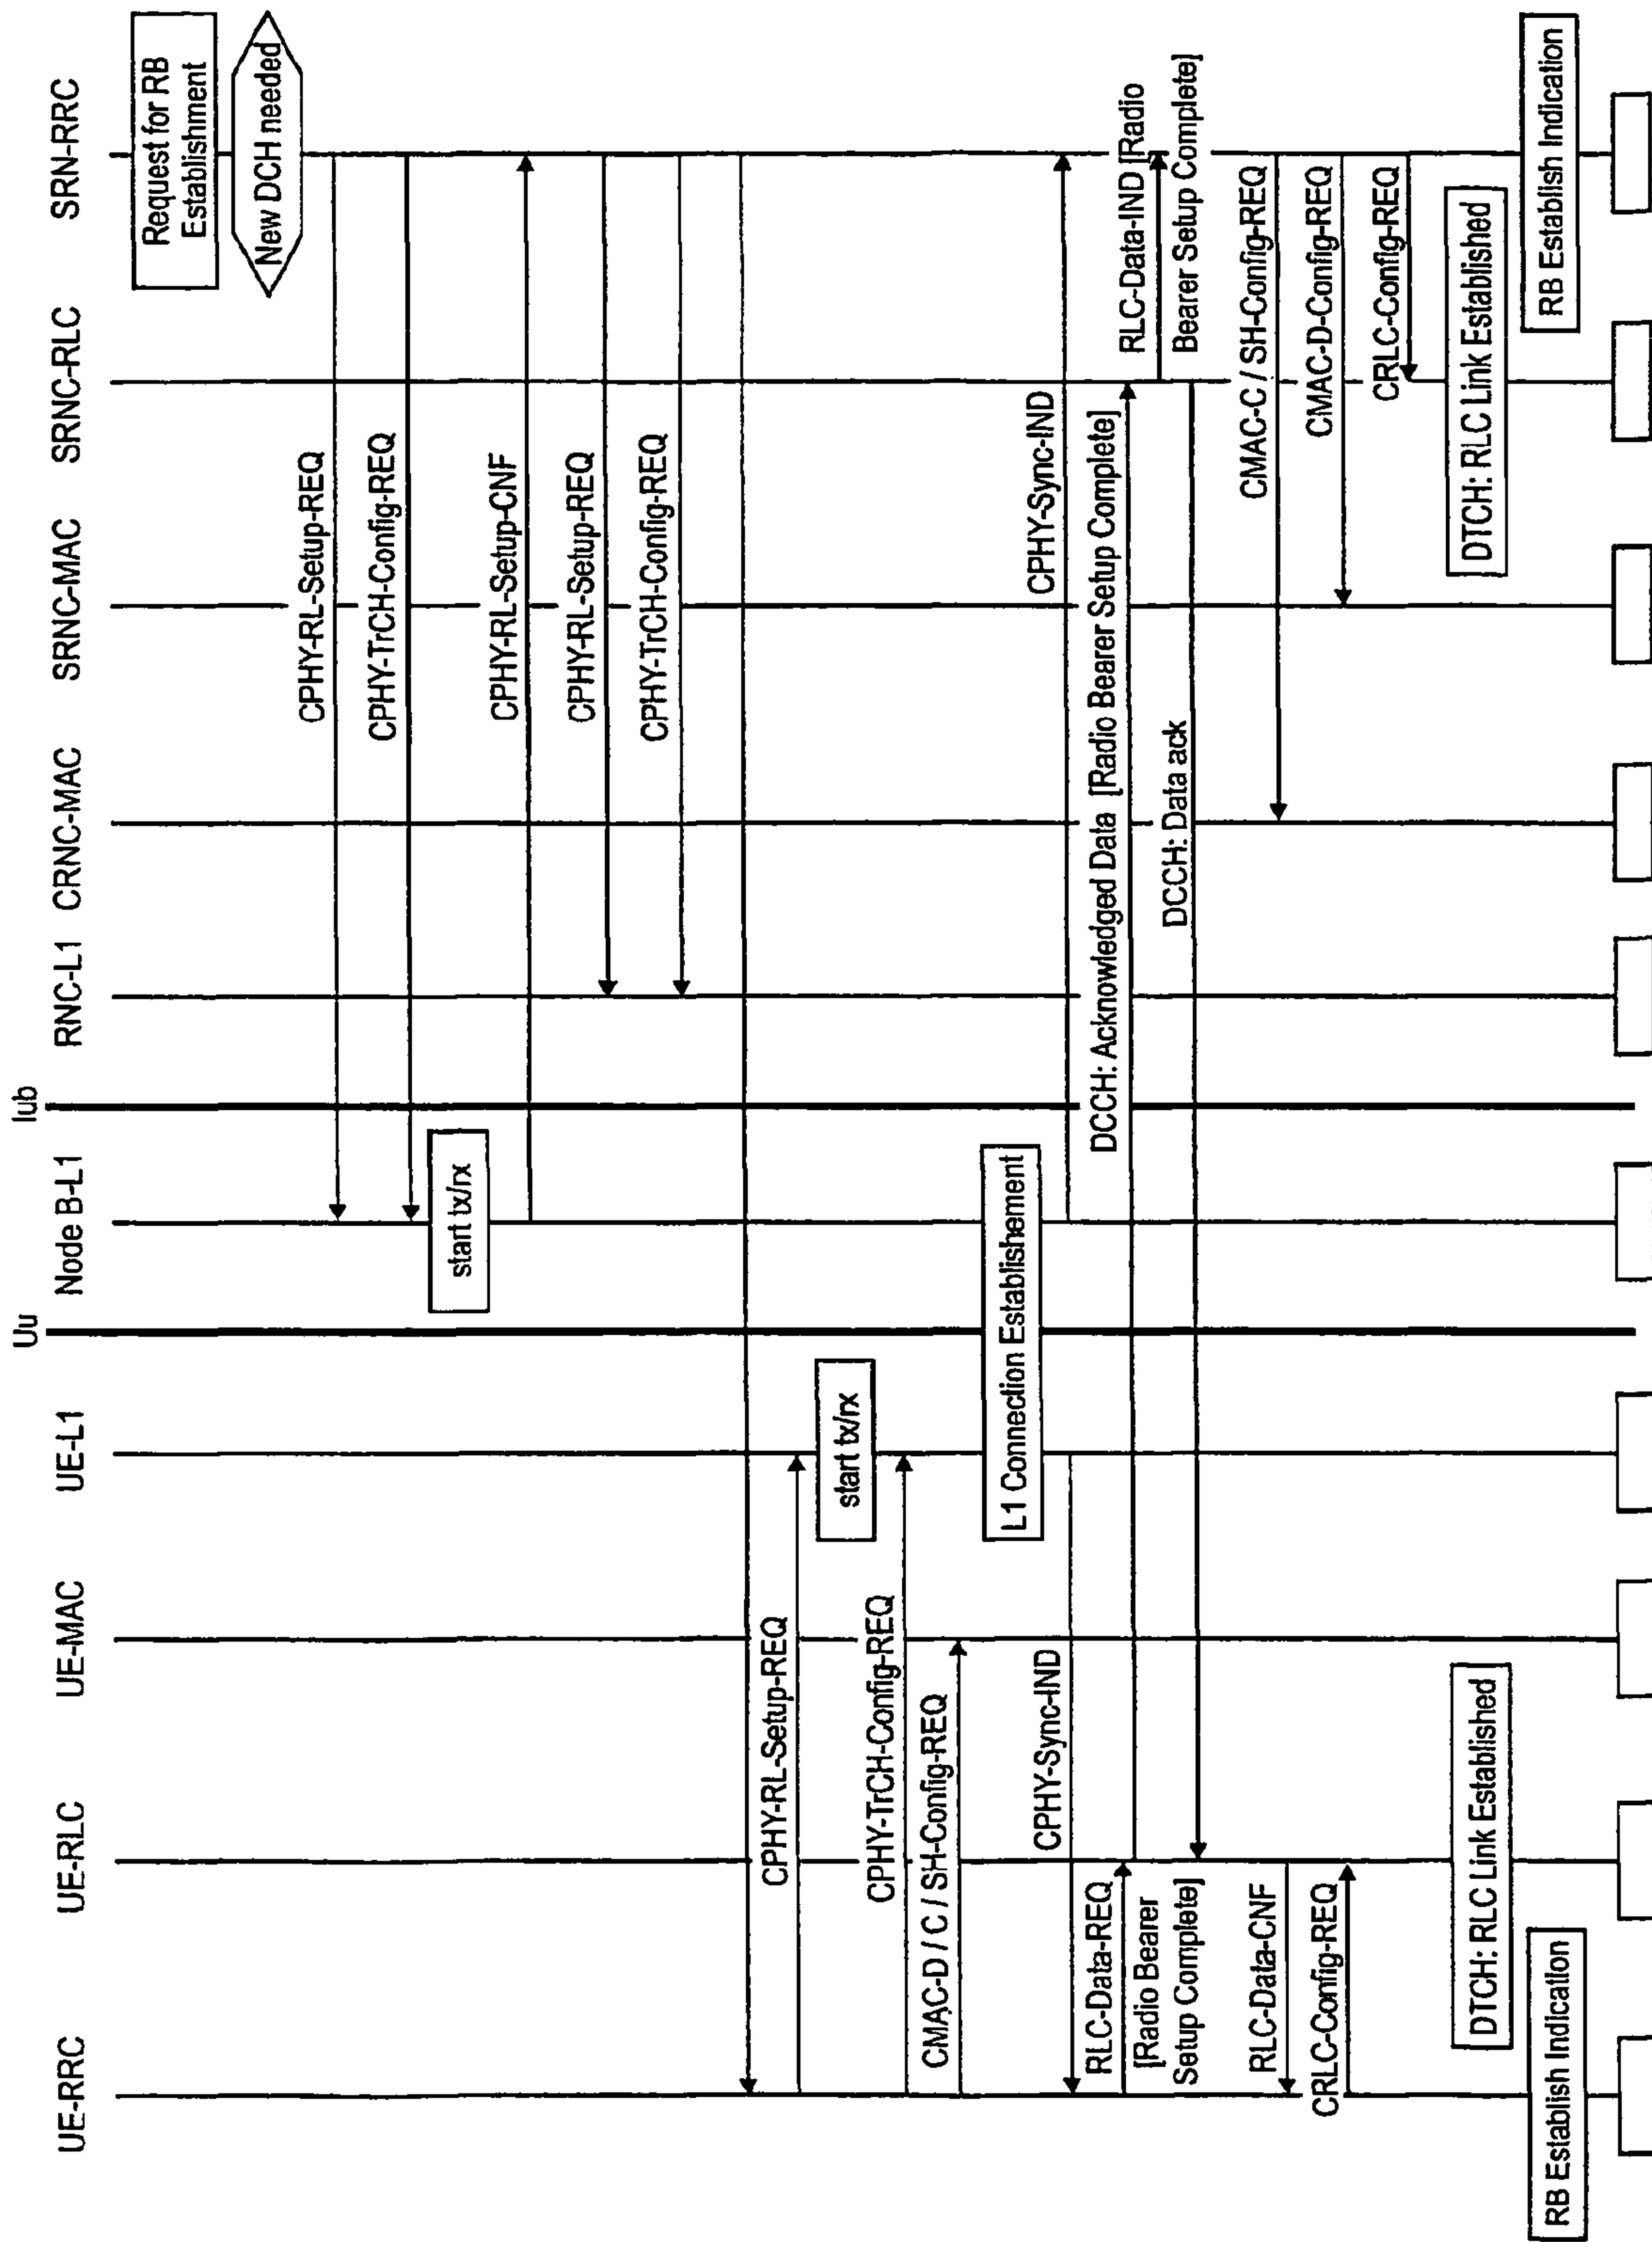 UE-RRC
UE-RLC
UE-MAC
UE-L1
Uu
Node B-L1
Iub
RNC-L1
CRNC-MAC
SRNC-MAC
SRNC-RLC
SRN-RRC
Request for RB
Establishment
New DCH needed
CPHY-RL-Setup-REQ
CPHY-TrCH-Config-REQ
start tx/rx
CPHY-RL-Setup-CNF
CPHY-RL-Setup-REQ
CPHY-TrCH-Config-REQ
CPHY-RL-Setup-REQ
start tx/rx
CPHY-TrCH-Config-REQ
CMAC-D / C / SH-Config-REQ
L1 Connection Establishement
CPHY-Sync-IND
CPHY-Sync-IND
RLC-Data-REQ
[Radio Bearer
Setup Complete]
DCCH: Acknowledged Data [Radio Bearer Setup Complete]
RLC-Data-IND [Radio
Bearer Setup Complete]
DCCH: Data ack
RLC-Data-CNF
CMAC-C / SH-Config-REQ
CRLC-Config-REQ
CMAC-D-Config-REQ
CRLC-Config-REQ
DTCH: RLC Link Established
DTCH: RLC Link Established
RB Establish Indication
RB Establish Indication